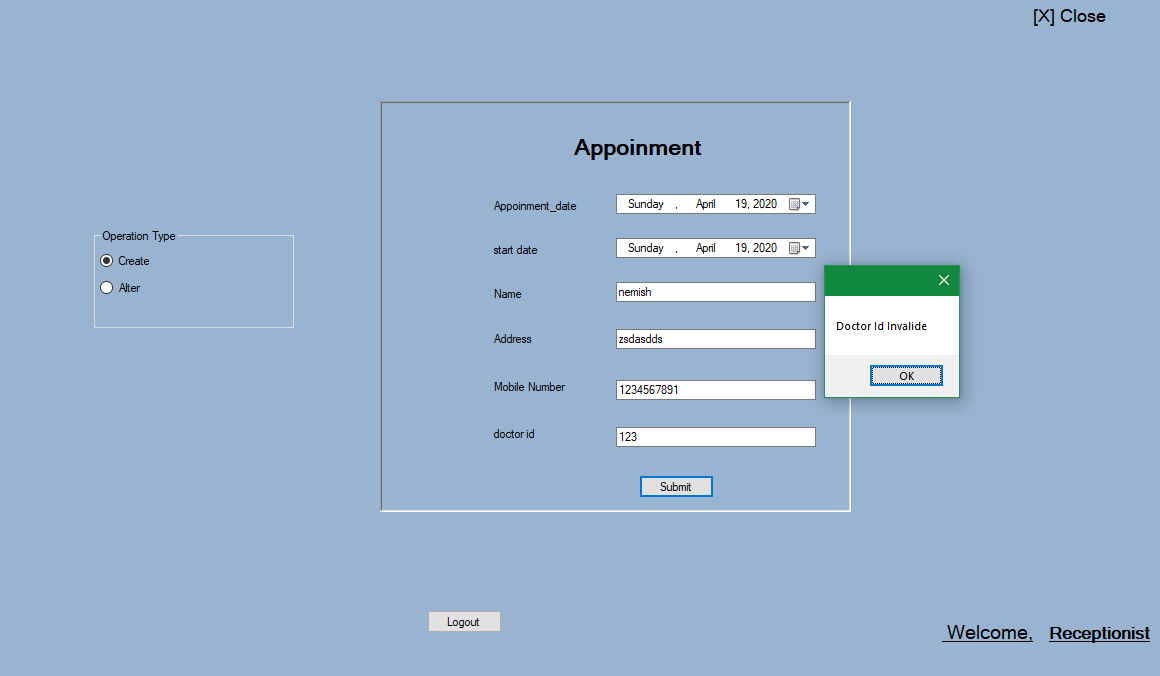 [X] Close
Appoinment
Appoinment_date
Sunday , April 19, 2020
start date
Sunday , April 19, 2020
Operation Type
Create
Alter
Name
nemish
Address
zsdasdds
Mobile Number
1234567891
doctor id
123
Submit
Doctor Id Invalide
OK
Logout
Welcome, Receptionist